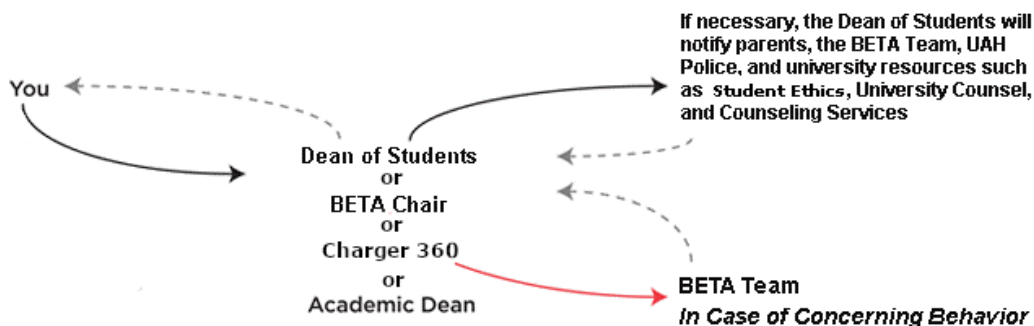 If necessary, the Dean of Students will
notify parents, the BETA Team, UAH
Police, and university resources such
as Student Ethics, University Counsel,
and Counseling Services
You
Dean of Students
or
BETA Chair
or
Charger 360
or
Academic Dean
BETA Team
In Case of Concerning Behavior